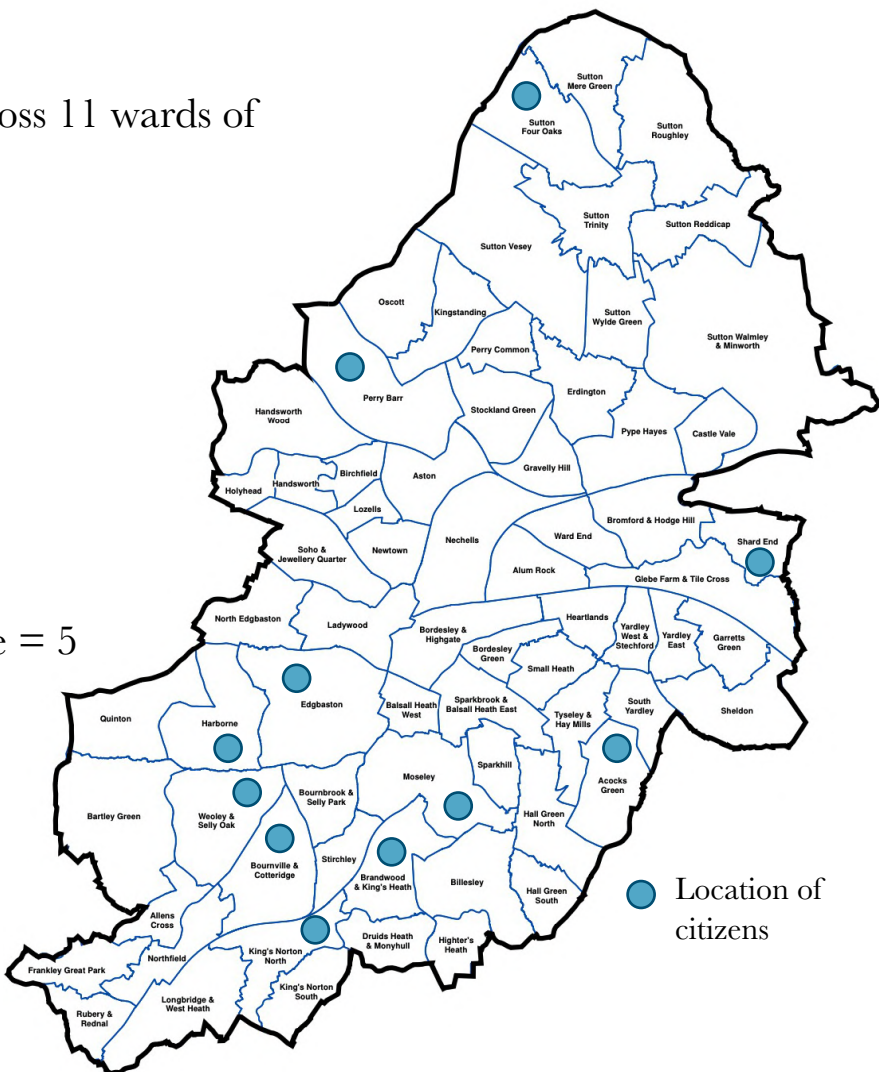 oss 11 wards of
Sutton
Mere Green
Sutton
Four Oaks
Sutton
Roughley
Sutton
Trinity
Sutton Reddicap
Sutton Vesey
Oscott
Kingstanding
Sutton
Wylde Green
Sutton Walmley
& Minworth
Perry Common
Perry Barr
Erdington
Stockland Green
Handsworth
Wood
Pype Hayes
Castle Vale
Gravelly Hill
Birchfield
Aston
Handsworth
Holyhead
Lozells
Bromford & Hodge Hill
Ward End
Nechells
Shard End
Soho &
Jewellery Quarter
Newtown
Alum Rock
Glebe Farm & Tile Cross
North Edgbaston
Ladywood
Heartlands
Bordesley &
Highgate
Yardley
West &
Stechford
Yardley
East
Garretts
Green
e = 5
Bordesley
Green
Small Heath
Edgbaston
Balsall Heath
West
Sparkbrook &
Balsall Heath East
South
Yardley
Sheldon
Quinton
Harborne
Tyseley &
Hay Mills
Sparkhill
Moseley
Acocks
Green
Bournbrook &
Selly Park
Bartley Green
Weoley &
Selly Oak
Hall Green
North
Stirchley
Bournville &
Cotteridge
Brandwood
& King's Heath
Billesley
Hall Green
South
Location of
citizens
Allens
Cross
Druids Heath
& Monyhull
Highter's
Heath
Northfield
King's Norton
North
Frankley Great Park
King's Norton
South
Longbridge &
West Heath
Rubery &
Rednal